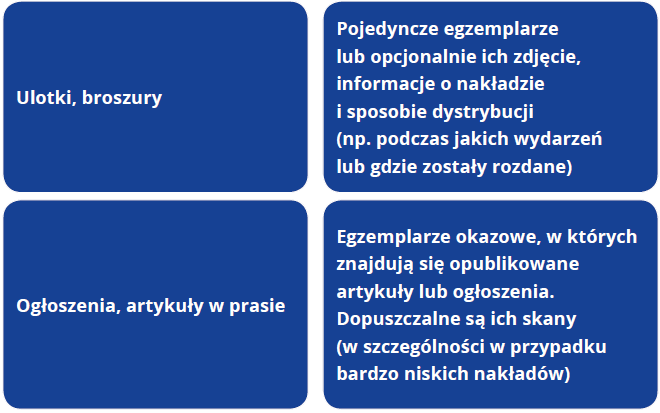 Ulotki, broszury
Pojedyncze egzemplarze
lub opcjonalnie ich zdjęcie,
informacje o nakładzie
i sposobie dystrybucji
(np. podczas jakich wydarzeń
lub gdzie zostały rozdane)
Ogłoszenia, artykuły w prasie
Egzemplarze okazowe, w których
znajdują się opublikowane
artykuły lub ogłoszenia.
Dopuszczalne są ich skany
(w szczególności w przypadku
bardzo niskich nakładów)